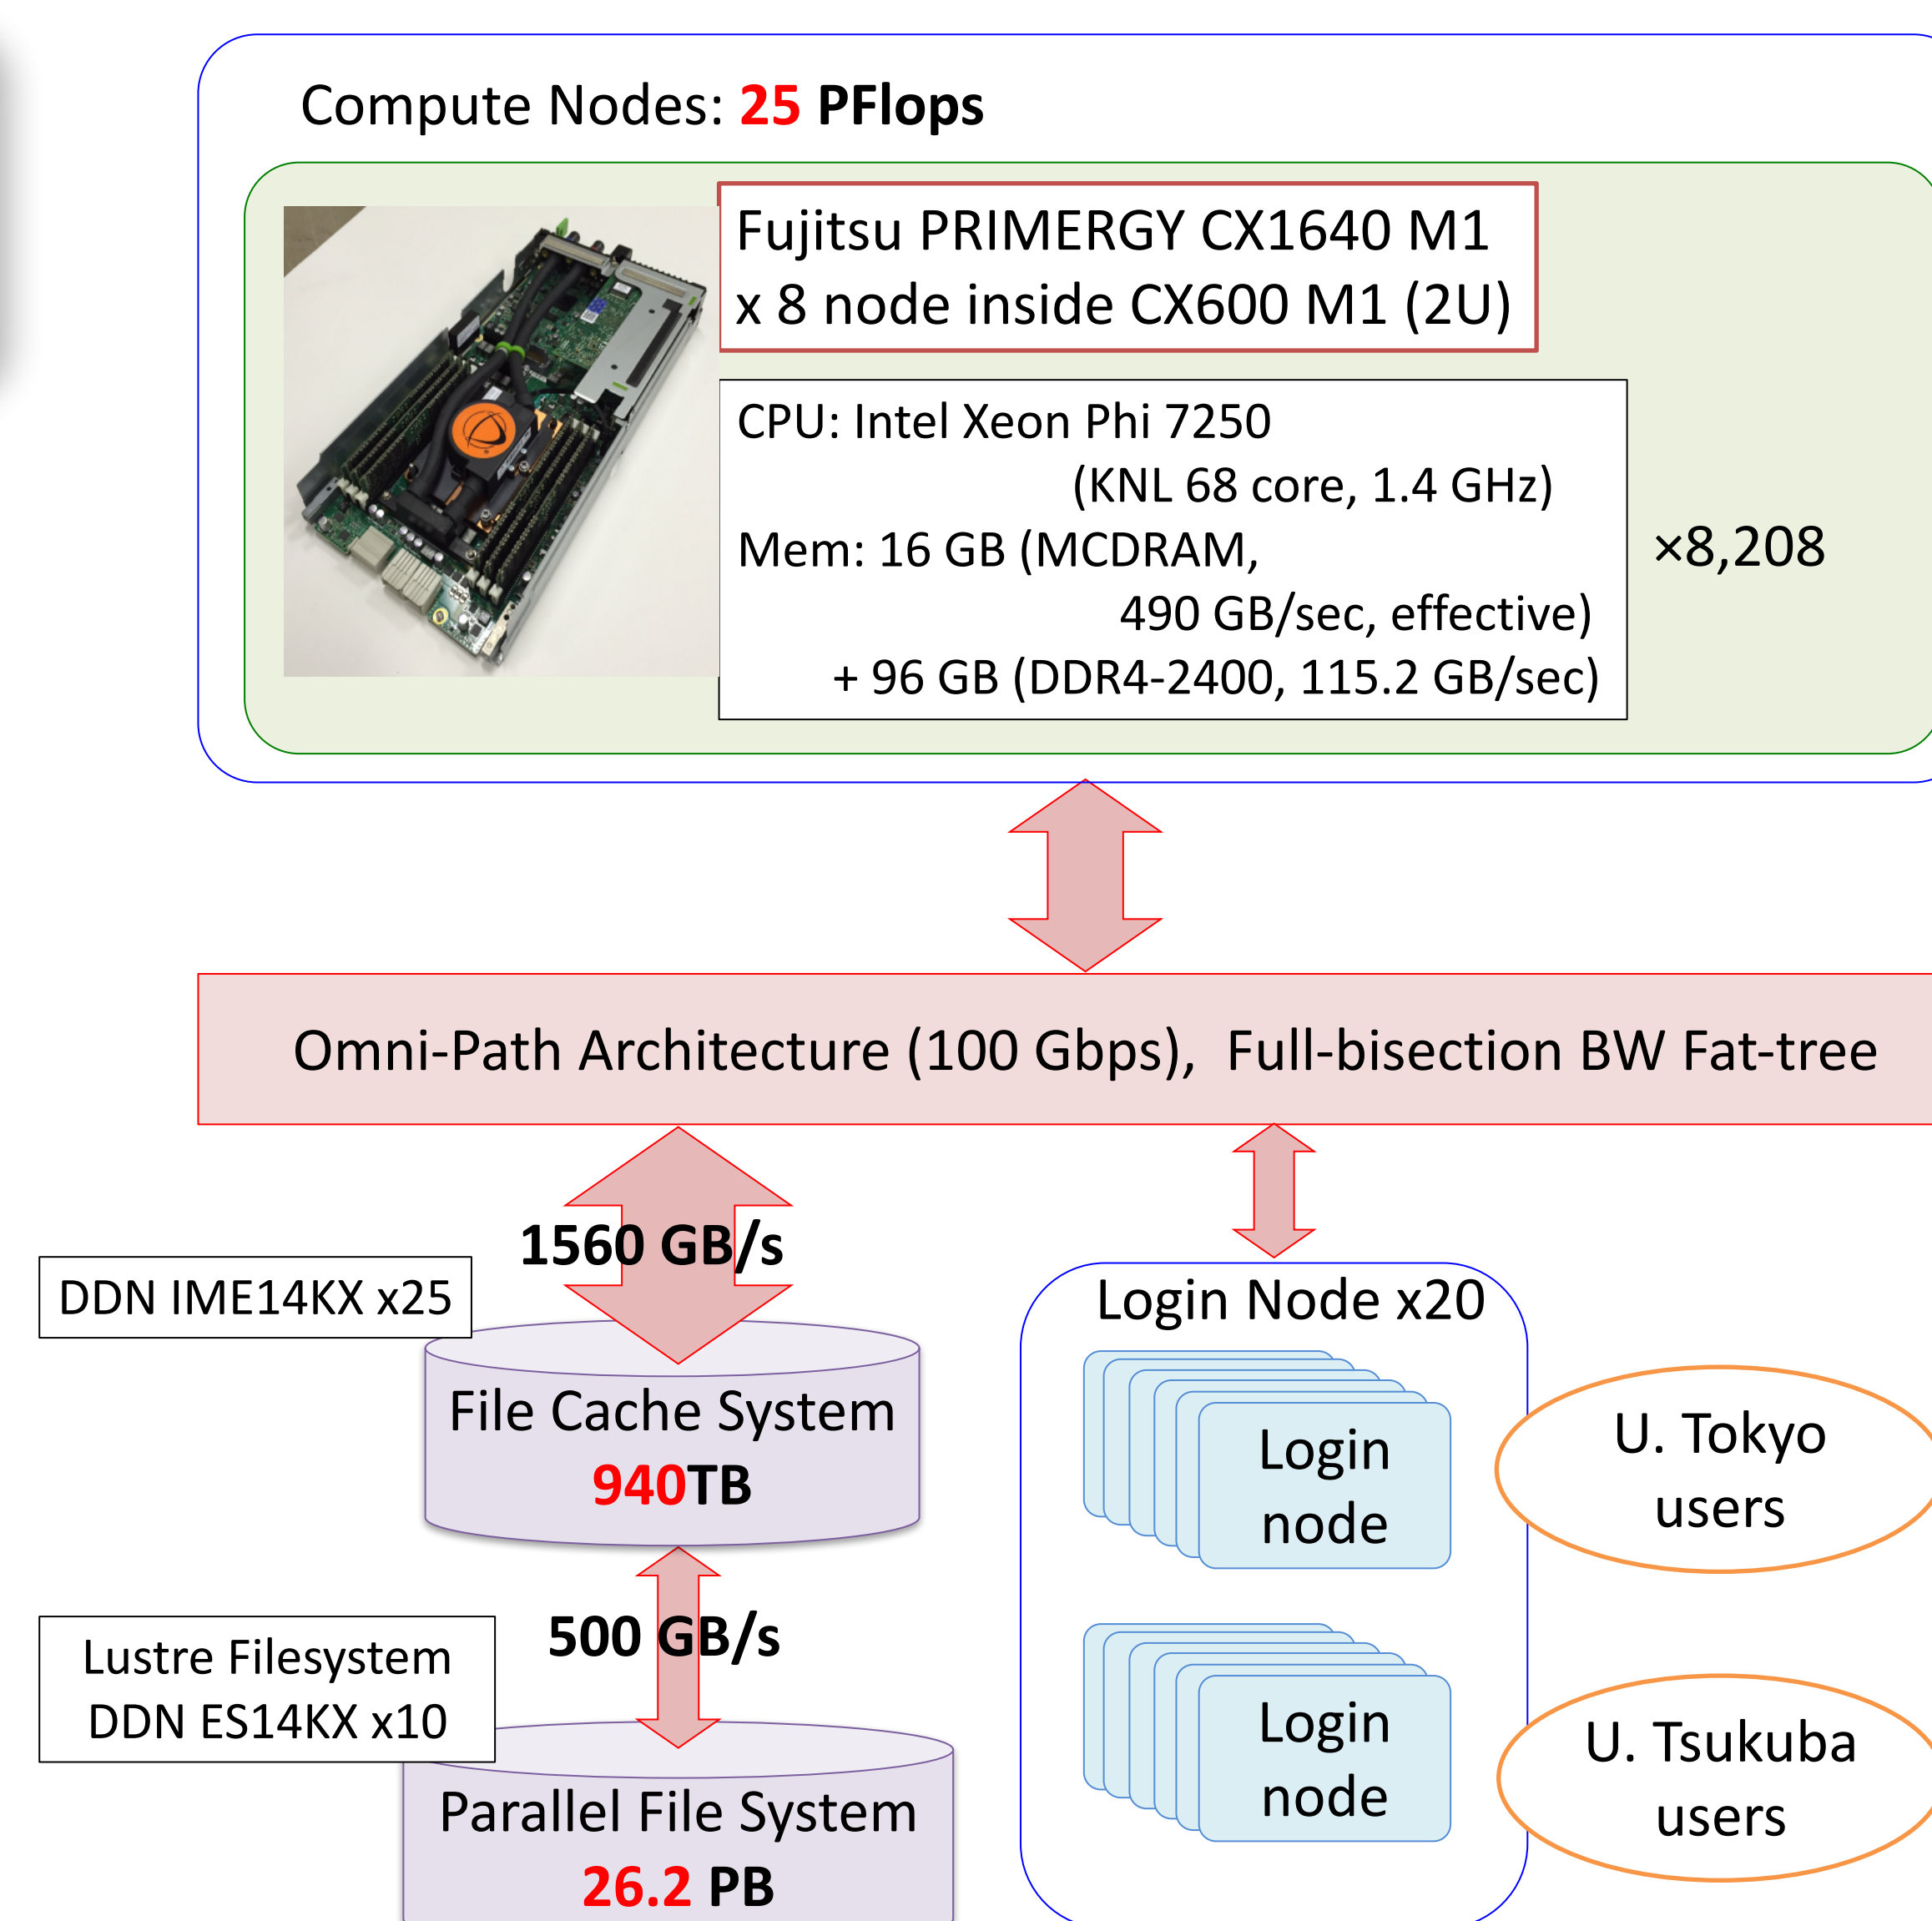 Compute Nodes: 25 PFlops
Fujitsu PRIMERGY CX1640 M1
x 8 node inside CX600 M1 (2U)
CPU: Intel Xeon Phi 7250
(KNL 68 core, 1.4 GHz)
Mem: 16 GB (MCDRAM,
490 GB/sec, effective)
+ 96 GB (DDR4-2400, 115.2 GB/sec)
×8,208
Omni-Path Architecture (100 Gbps), Full-bisection BW Fat-tree
1560 GB/s
DDN IME14KX x25
File Cache System
940TB
500 GB/s
Lustre Filesystem
DDN ES14KX x10
Parallel File System
26.2 PB
Login Node x20
Login
node
U. Tokyo
users
Login
node
U. Tsukuba
users